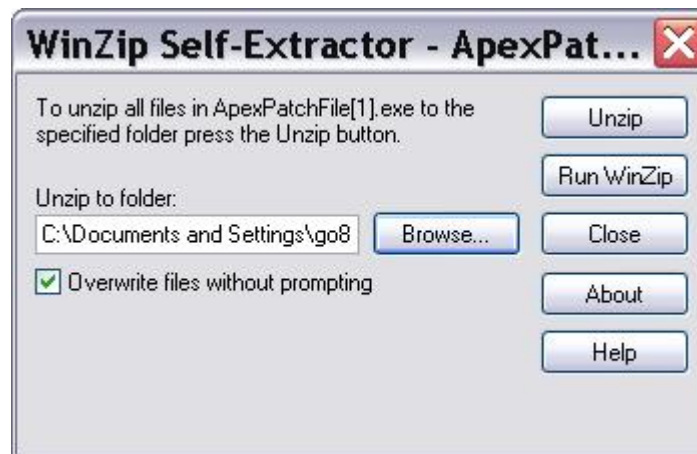 WinZip Self-Extractor - ApexPat...
To unzip all files in ApexPatchFile[1].exe to the
specified folder press the Unzip button.
Unzip to folder:
C:\Documents and Settings\go8
Browse...
Overwrite files without prompting
Unzip
Run WinZip
Close
About
Help